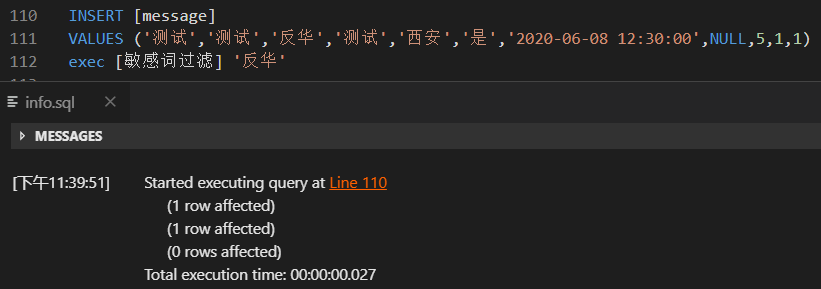 110 INSERT [message]
111 VALUES ('测试','测试','反华','测试','西安','是','2020-06-08 12:30:00',NULL,5,1,1)
112 exec [敏感词过滤] '反华'
info.sql
MESSAGES
[下午11:39:51] Started executing query at Line 110
(1 row affected)
(1 row affected)
(0 rows affected)
Total execution time: 00:00:00.027